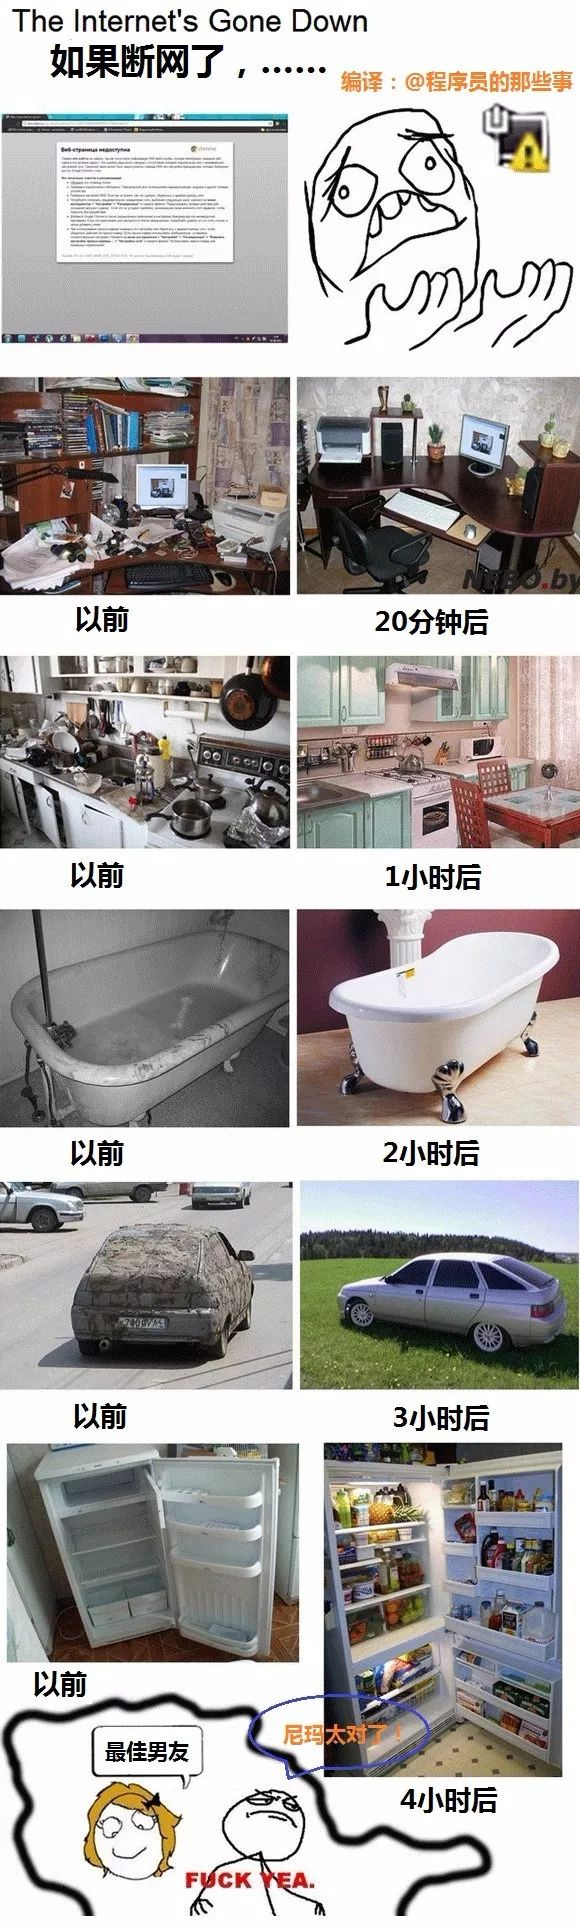 The Internet's Gone Down
如果断网了，……
编译：@程序员的那些事
Веб-страница недоступна
chrome
NEBO.by
以前
20分钟后
以前
1小时后
以前
2小时后
以前
3小时后
以前
4小时后
尼玛太对了！
最佳男友
FUCK YEA.